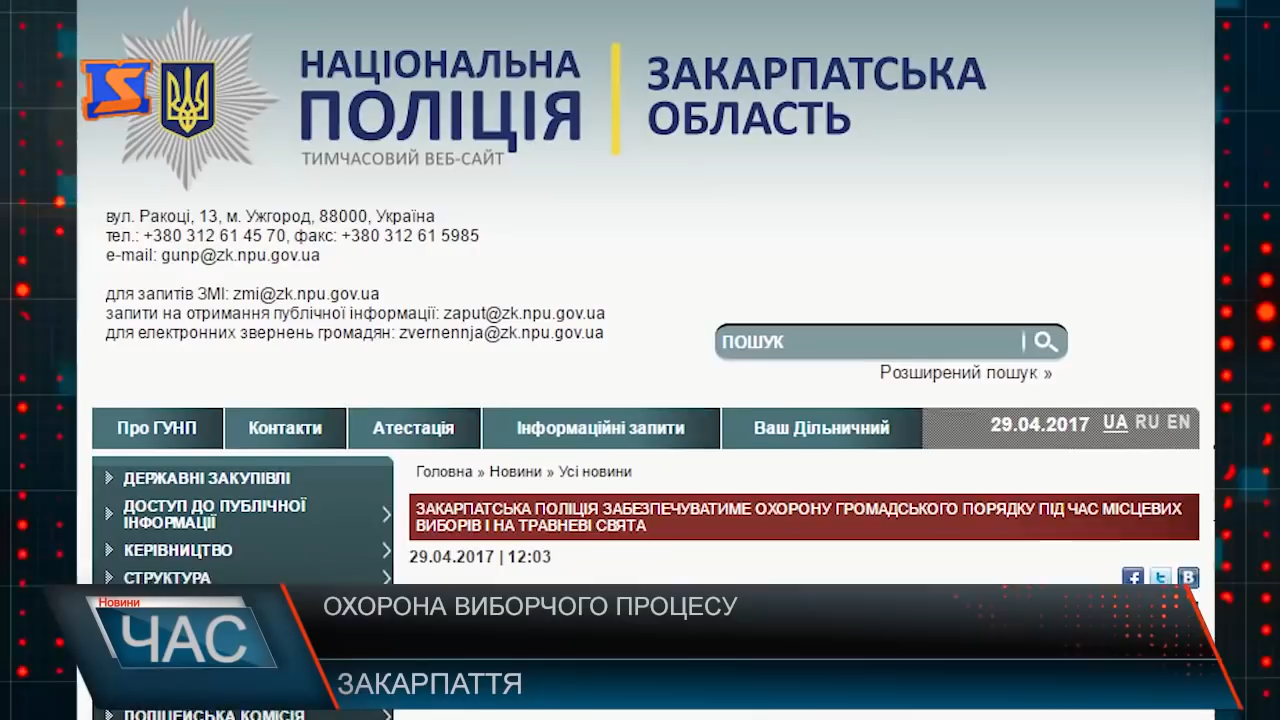 НАЦІОНАЛЬНА
ПОЛІЦІЯ
ТИМЧАСОВИЙ ВЕБ-САЙТ
ЗАКАРПАТСЬКА
ОБЛАСТЬ
вул. Ракоці, 13, м. Ужгород, 88000, Україна
тел.: +380 312 61 45 70, факс: +380 312 61 5985
e-mail: gunp@zk.npu.gov.ua
для запитів ЗМІ: zmi@zk.npu.gov.ua
запити на отримання публічної інформації: zaput@zk.npu.gov.ua
для електронних звернень громадян: zvernennja@zk.npu.gov.ua
ПОШУК
Розширений пошук »
Про ГУНП Контакти Атестація Інформаційні запити Ваш Дільничний 29.04.2017 UA RU EN
ДЕРЖАВНІ ЗАКУПІВЛІ
ДОСТУП ДО ПУБЛІЧНОЇ
ІНФОРМАЦІЇ
КЕРІВНИЦТВО
СТРУКТУРА
Головна » Новини » Усі новини
ЗАКАРПАТСЬКА ПОЛІЦІЯ ЗАБЕЗПЕЧУВАТИМЕ ОХОРОНУ ГРОМАДСЬКОГО ПОРЯДКУ ПІД ЧАС МІСЦЕВИХ
ВИБОРІВ І НА ТРАВНЕВІ СВЯТА
29.04.2017 | 12:03
Новини
ЧАС
ОХОРОНА ВИБОРЧОГО ПРОЦЕСУ
ЗАКАРПАТТЯ
ПОЛІЦЕЙСЬКА КОМІСІЯ